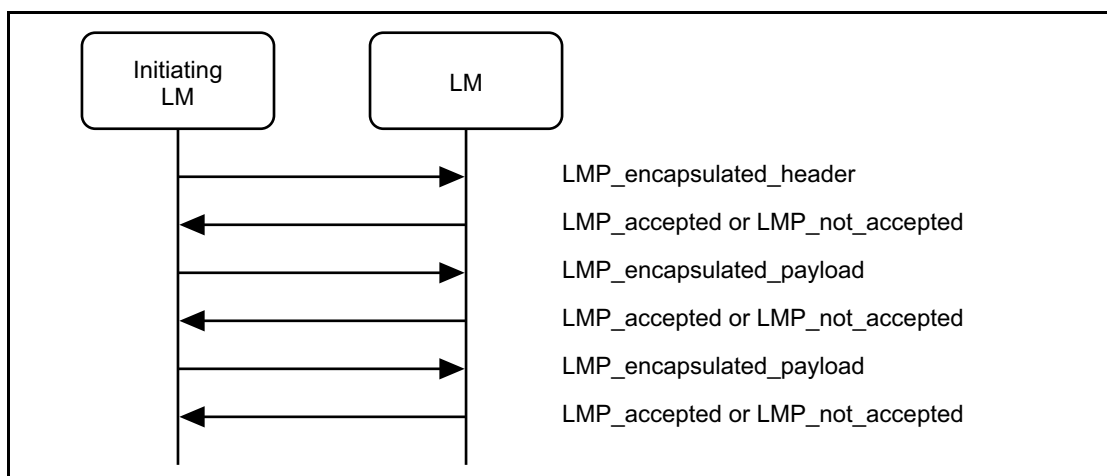 Initiating
LM
LM
LMP_encapsulated_header
LMP_accepted or LMP_not_accepted
LMP_encapsulated_payload
LMP_accepted or LMP_not_accepted
LMP_encapsulated_payload
LMP_accepted or LMP_not_accepted